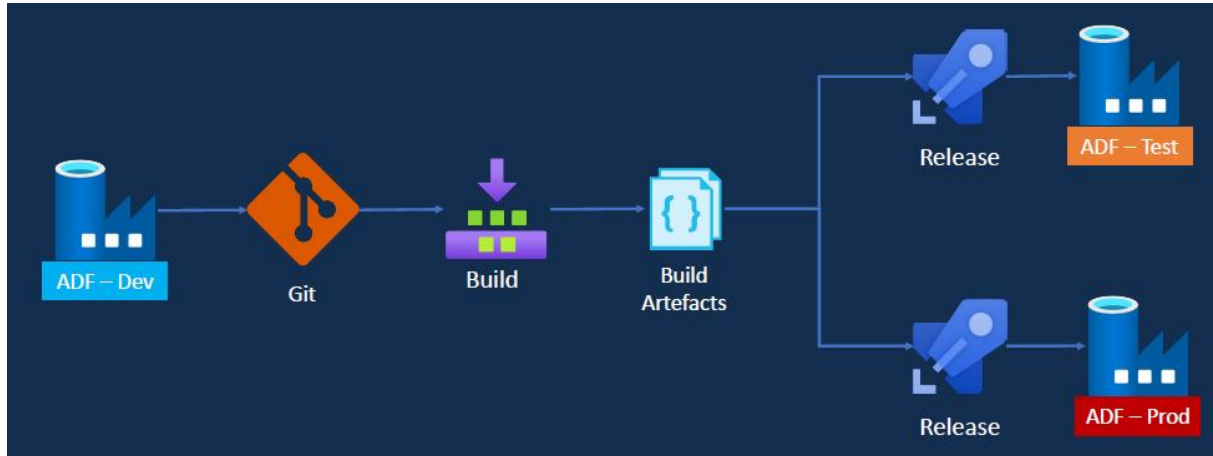 ADF – Dev
Git
Build
Build
Artefacts
Release
ADF – Test
Release
ADF – Prod